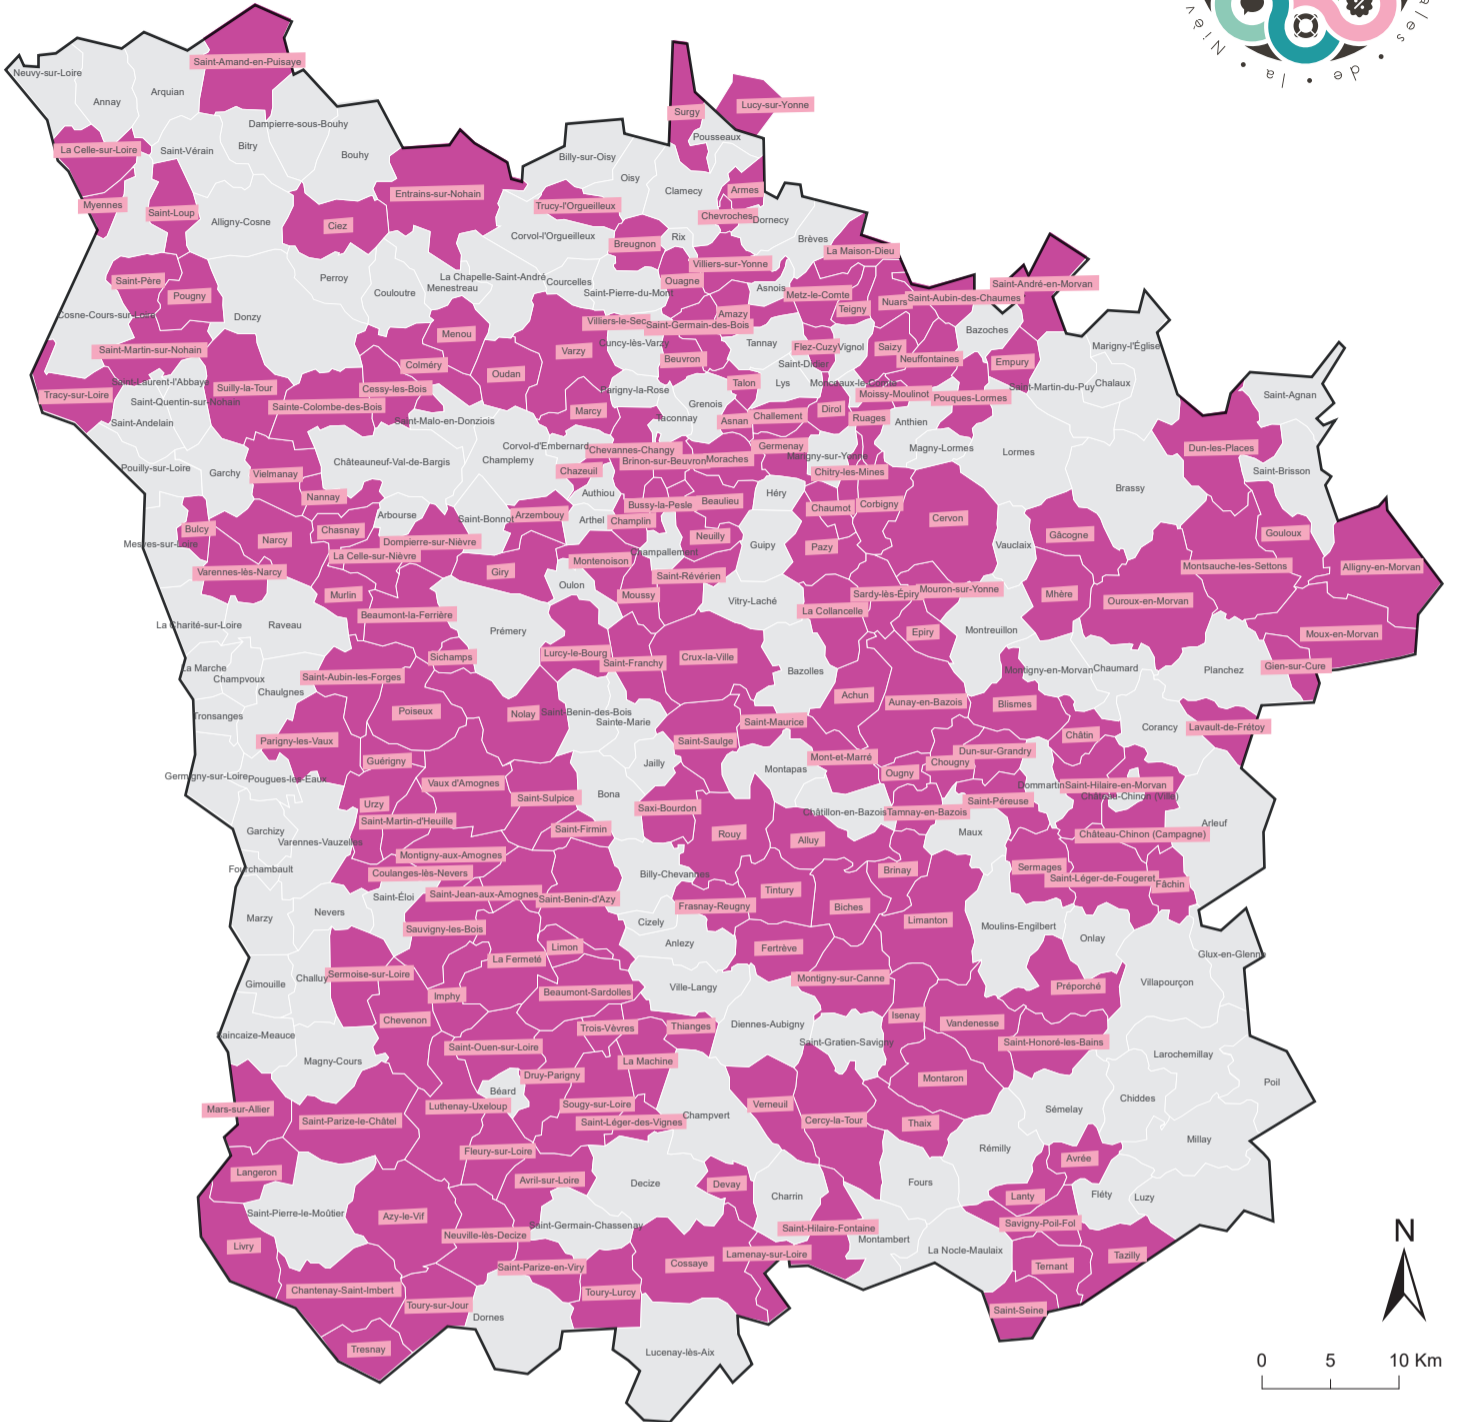 Nièv
de
la
ales
Saint-Amand-en-Puisaye
Neuvy-sur-Loire
Arquian
Annay
Surgy
Lucy-sur-Yonne
Dampierre-sous-Bouhy
Pousseaux
La Celle-sur-Loire
Saint-Vérain
Bitry
Bouhy
Billy-sur-Oisy
Oisy
Clamecy
Armes
Entrains-sur-Nohain
Myennes
Saint-Loup
Trucy-l'Orgueilleux
Chevroches
Dornecy
Alligny-Cosne
Ciez
Corvol-l'Orgueilleux
Breugnon
Rix
Brèves
La Maison-Dieu
Villiers-sur-Yonne
Saint-Père
Pougny
Perroy
Couloutre
La Chapelle-Saint-André
Menestreau
Courcelles
Saint-Pierre-du-Mont
Ouagne
Asnois
Metz-le-Comte
Teigny
Nuars
Saint-Aubin-des-Chaumes
Saint-André-en-Morvan
Cosne-Cours-sur-Loire
Donzy
Menou
Villiers-le-Sec
Saint-Germain-des-Bois
Amazy
Bazoches
Marigny-l'Église
Saint-Martin-sur-Nohain
Colméry
Varzy
Cuncy-lès-Varzy
Beuvron
Tannay
Flez-Cuzy
Vignol
Saizy
Neuffontaines
Empury
Saint-Didier
Tracy-sur-Loire
Saint-Laurent-l'Abbaye
Suilly-la-Tour
Cessy-les-Bois
Oudan
Parigny-la-Rose
Talon
Lys
Monceaux-le-Comte
Moissy-Moulinot
Pouques-Lormes
Saint-Martin-du-Puy
Chalaux
Saint-Agnan
Saint-Quentin-sur-Nohain
Sainte-Colombe-des-Bois
Marcy
Grenois
Taconnay
Asnan
Challement
Dirol
Ruages
Anthien
Saint-Andelain
Saint-Malo-en-Donziois
Corvol-d'Embernard
Chevannes-Changy
Germenay
Marigny-sur-Yonne
Magny-Lormes
Lormes
Dun-les-Places
Saint-Brisson
Pouilly-sur-Loire
Garchy
Vielmanay
Châteauneuf-Val-de-Bargis
Champlemy
Chazeuil
Brinon-sur-Beuvron
Moraches
Chitry-les-Mines
Brassy
Nannay
Authiou
Héry
Bussy-la-Pesle
Beaulieu
Chaumot
Corbigny
Cervon
Arbourse
Saint-Bonnot
Arzembouy
Arthel
Champlin
Bulcy
Mesves-sur-Loire
Narcy
Chasnay
Dompierre-sur-Nièvre
La Celle-sur-Nièvre
Neuilly
Champallement
Guipy
Pazy
Vauclaix
Gâcogne
Gouloux
Montsauche-les-Settons
Alligny-en-Morvan
Varennes-lès-Narcy
Giry
Montenoison
Saint-Révérien
Oulon
Moussy
Murlin
Vitry-Laché
La Collancelle
Sardy-lès-Épiry
Mouron-sur-Yonne
Mhère
Ouroux-en-Morvan
Beaumont-la-Ferrière
La Charité-sur-Loire
Raveau
Prémery
Epiry
Montreuillon
Moux-en-Morvan
Sichamps
Lurcy-le-Bourg
Saint-Franchy
Crux-la-Ville
Bazolles
La Marche
Champvoux
Saint-Aubin-les-Forges
Montigny-en-Morvan
Chaumard
Planchez
Gien-sur-Cure
Chaulgnes
Achun
Aunay-en-Bazois
Blismes
Tronsanges
Poiseux
Nolay
Saint-Benin-des-Bois
Sainte-Marie
Saint-Maurice
Corancy
Lavault-de-Frétoy
Parigny-les-Vaux
Saint-Saulge
Châtin
Guérigny
Jailly
Montapas
Mont-et-Marré
Ougny
Chougny
Dun-sur-Grandry
Germigny-sur-Loire
Pougues-les-Eaux
Vaux d'Amognes
Bona
Dommartin
Saint-Hilaire-en-Morvan
Château-Chinon (Ville)
Urzy
Saint-Sulpice
Saxi-Bourdon
Châtillon-en-Bazois
Tamnay-en-Bazois
Saint-Péreuse
Arleuf
Saint-Martin-d'Heuille
Saint-Firmin
Rouy
Alluy
Maux
Château-Chinon (Campagne)
Garchizy
Varennes-Vauzelles
Montigny-aux-Amognes
Fourchambault
Coulanges-lès-Nevers
Billy-Chevannes
Brinay
Sermages
Saint-Léger-de-Fougeret
Fâchin
Saint-Éloi
Saint-Jean-aux-Amognes
Saint-Benin-d'Azy
Tintury
Frasnay-Reugny
Biches
Limanton
Marzy
Nevers
Sauvigny-les-Bois
Cizely
Anlezy
Moulins-Engilbert
Onlay
Limon
Fertrève
La Fermeté
Glux-en-Glenne
Challuy
Sermoise-sur-Loire
Gimouille
Imphy
Beaumont-Sardolles
Ville-Langy
Montigny-sur-Canne
Préporché
Villapourçon
Chevenon
Trois-Vèvres
Thianges
Diennes-Aubigny
Isenay
Vandenesse
Saincaize-Meauce
Saint-Gratien-Savigny
Saint-Honoré-les-Bains
Saint-Ouen-sur-Loire
Magny-Cours
La Machine
Larochemillay
Druy-Parigny
Montaron
Poil
Béard
Mars-sur-Allier
Luthenay-Uxeloup
Sougy-sur-Loire
Verneuil
Sémelay
Chiddes
Saint-Parize-le-Châtel
Saint-Léger-des-Vignes
Champvert
Cercy-la-Tour
Thaix
Millay
Fleury-sur-Loire
Rémilly
Avrée
Langeron
Avril-sur-Loire
Decize
Devay
Charrin
Fours
Lanty
Fléty
Luzy
Saint-Pierre-le-Moûtier
Azy-le-Vif
Saint-Germain-Chassenay
Saint-Hilaire-Fontaine
Savigny-Poil-Fol
Neuville-lès-Decize
Montambert
Livry
La Nocle-Maulaix
Lamenay-sur-Loire
Tazilly
Saint-Parize-en-Viry
Cossaye
Ternant
Chantenay-Saint-Imbert
Toury-Lurcy
Toury-sur-Jour
Saint-Seine
Dornes
Tresnay
Lucenay-lès-Aix
N
0 5 10 Km